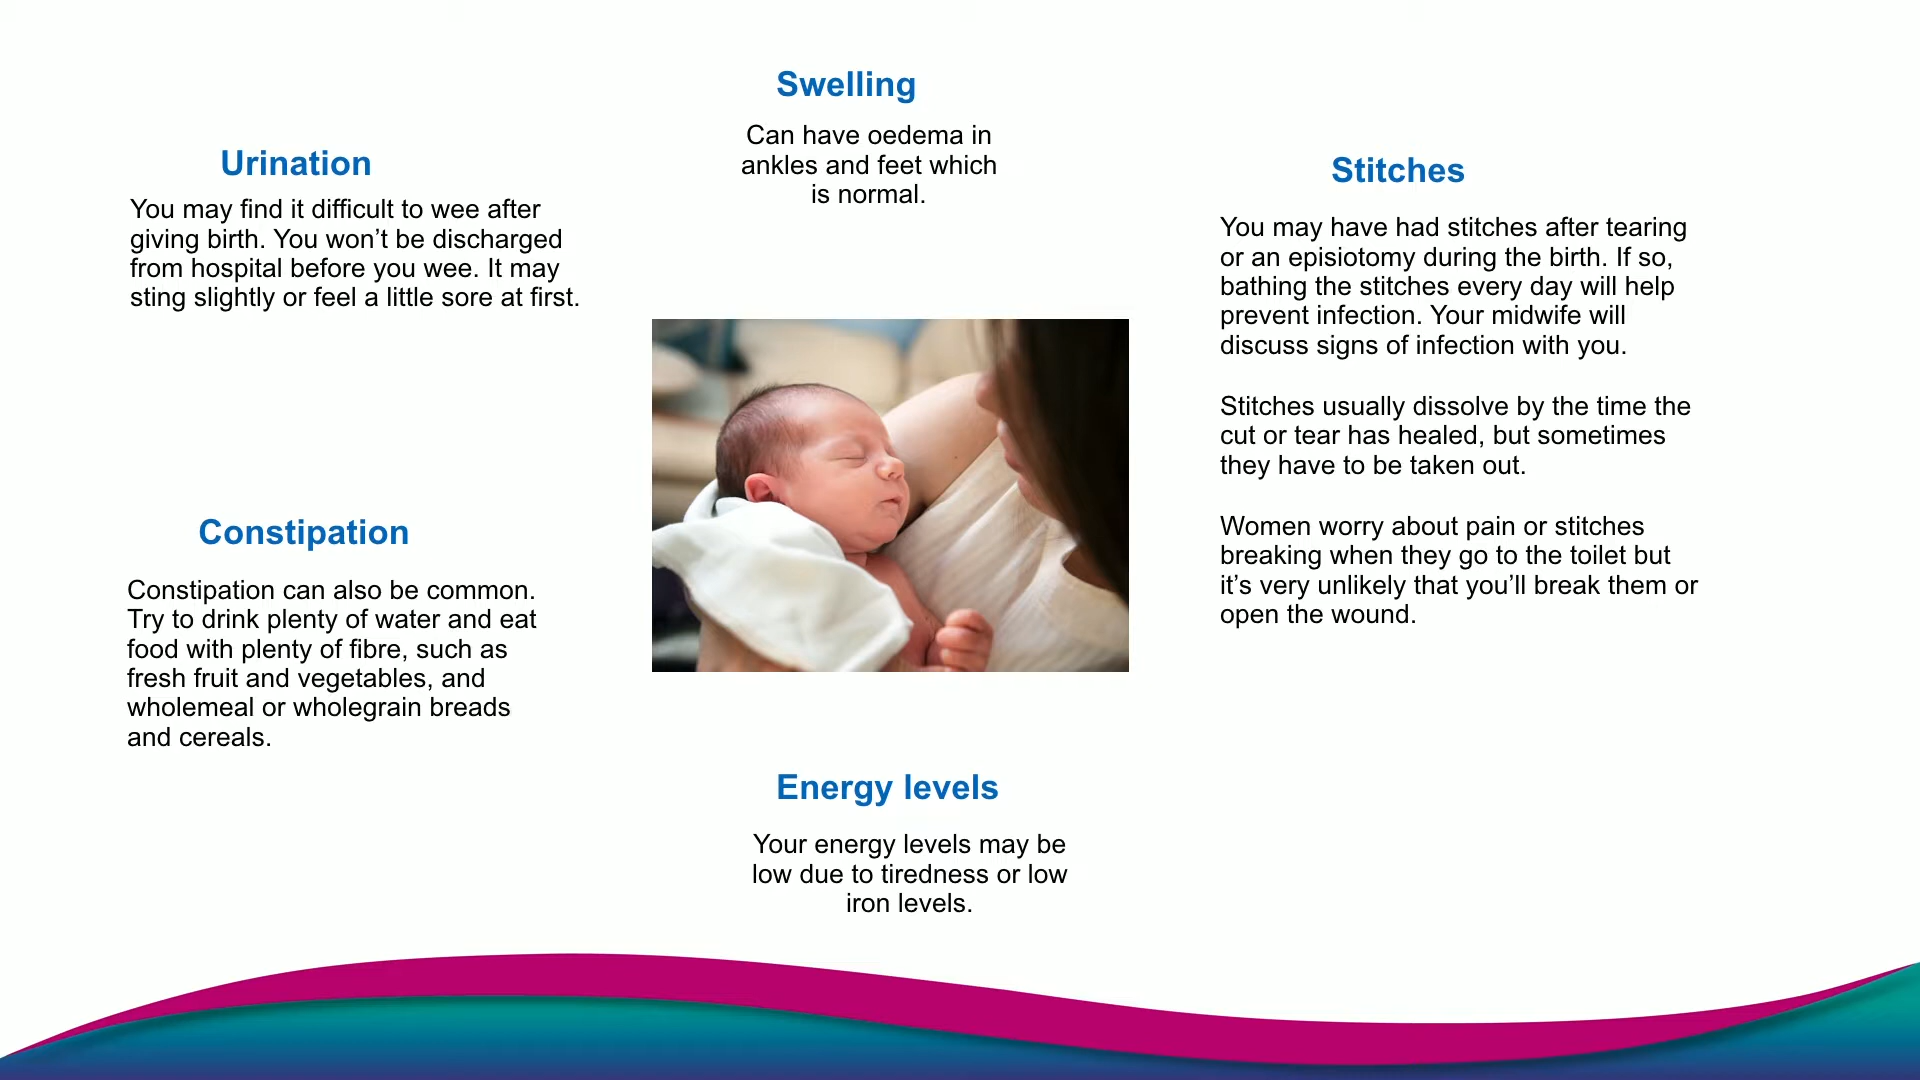 Swelling
Can have oedema in
ankles and feet which
is normal.
Urination
You may find it difficult to wee after
giving birth. You won’t be discharged
from hospital before you wee. It may
sting slightly or feel a little sore at first.
Stitches
You may have had stitches after tearing
or an episiotomy during the birth. If so,
bathing the stitches every day will help
prevent infection. Your midwife will
discuss signs of infection with you.
Stitches usually dissolve by the time the
cut or tear has healed, but sometimes
they have to be taken out.
Women worry about pain or stitches
breaking when they go to the toilet but
it’s very unlikely that you’ll break them or
open the wound.
Constipation
Constipation can also be common.
Try to drink plenty of water and eat
food with plenty of fibre, such as
fresh fruit and vegetables, and
wholemeal or wholegrain breads
and cereals.
Energy levels
Your energy levels may be
low due to tiredness or low
iron levels.